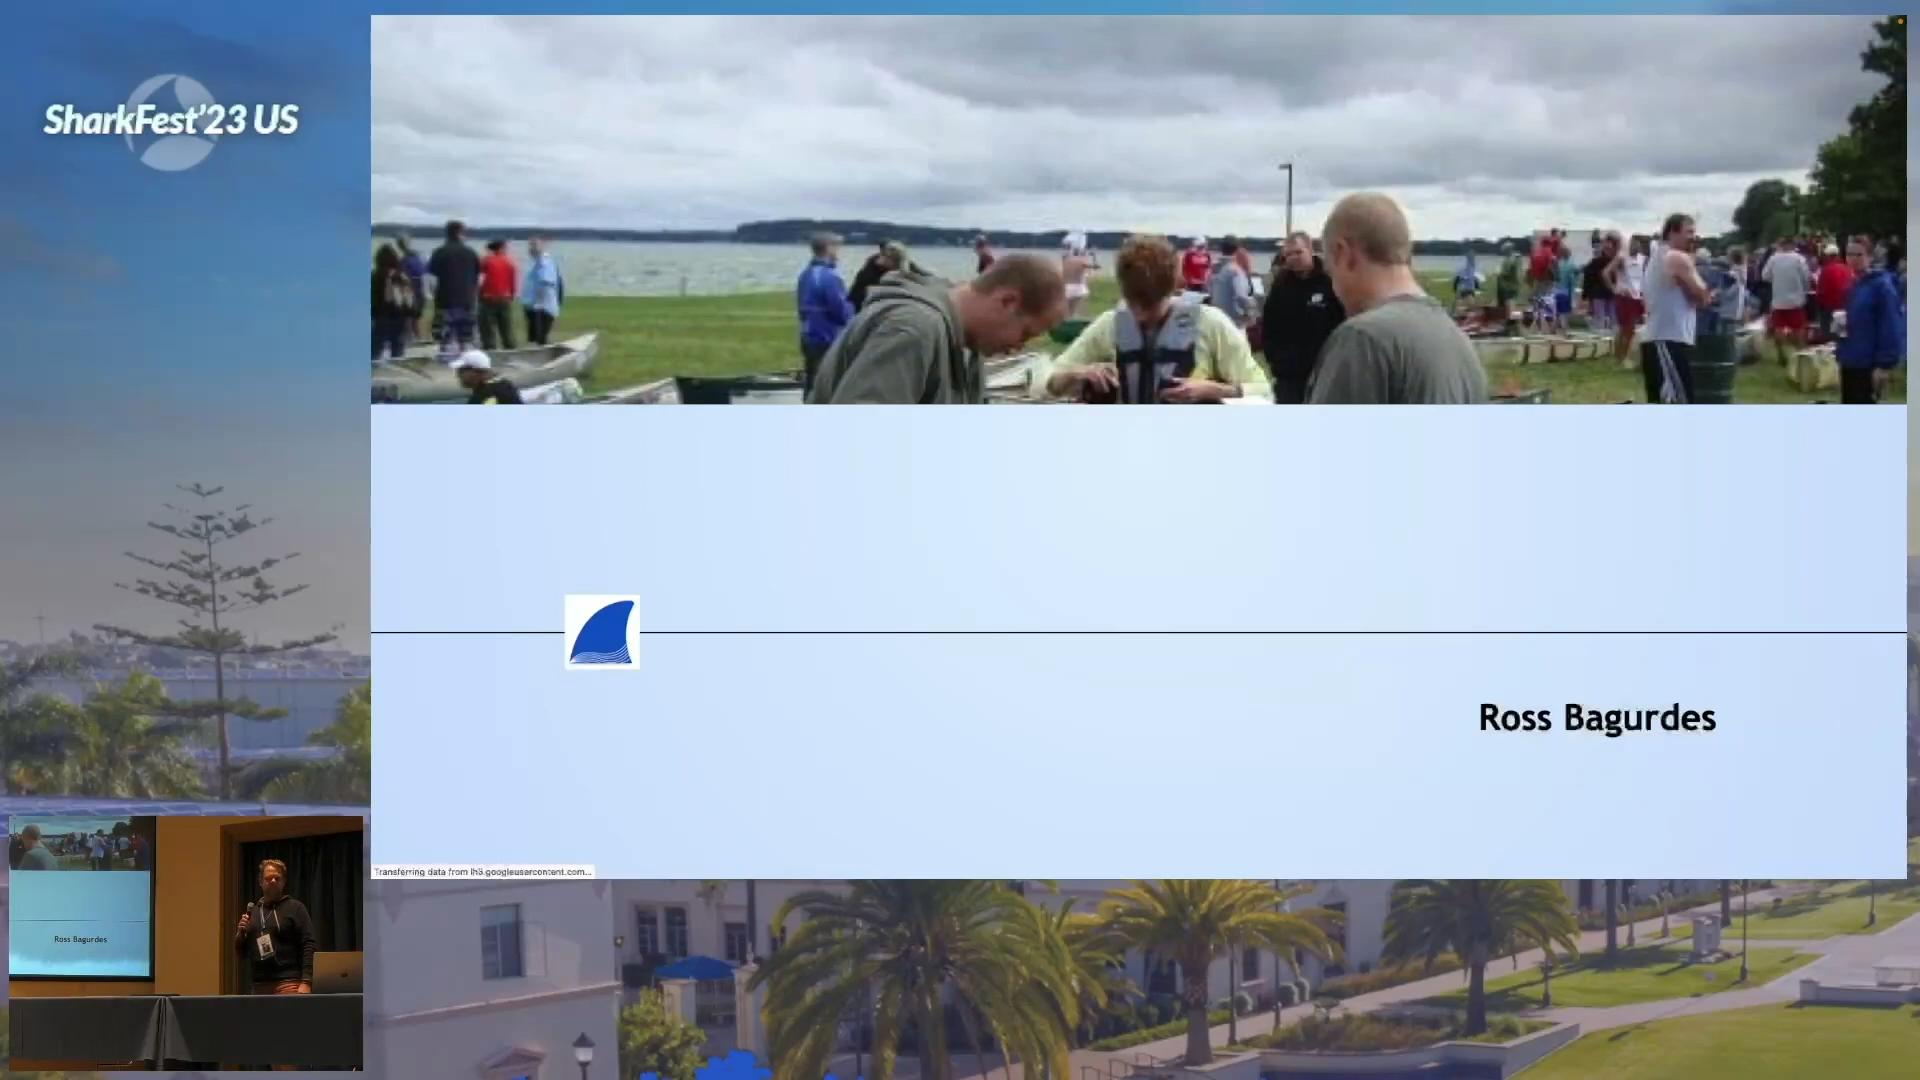 SharkFest'23 US
Ross Bagurdes
Transferring data from lh3.googleusercontent.com...
Ross Bagurdes